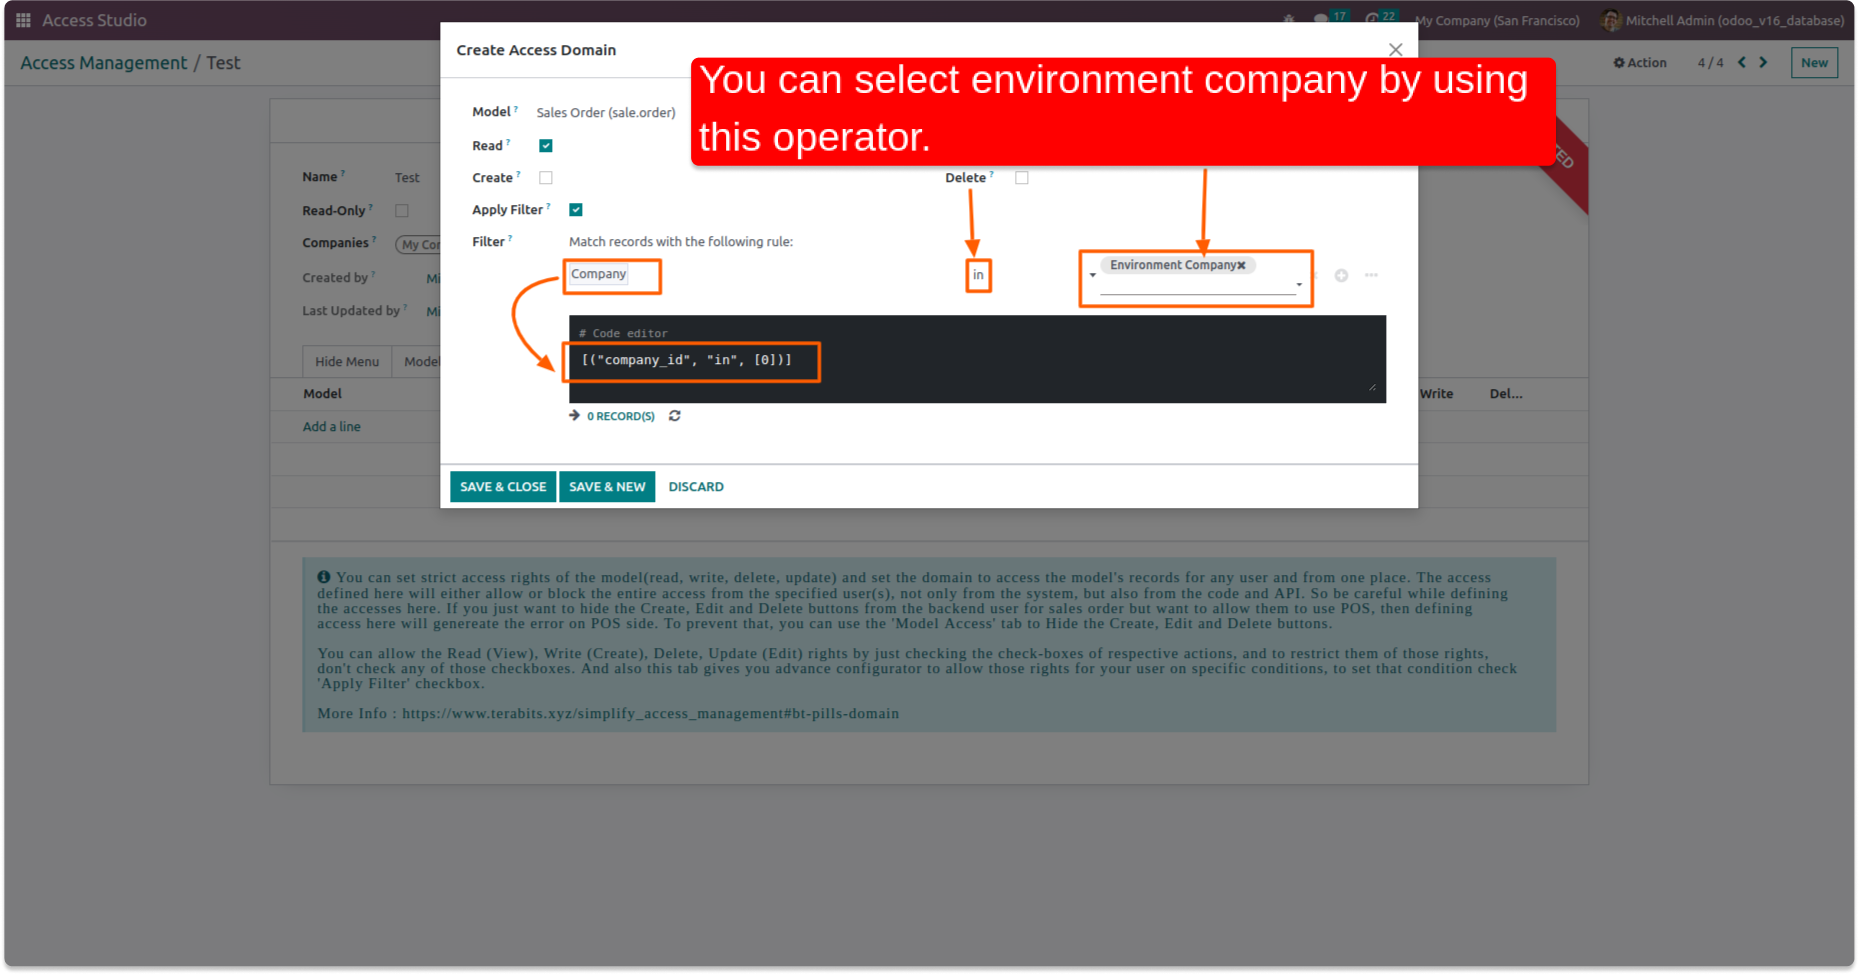 Access Studio
17
22
My Company (San Francisco)
Mitchell Admin (odoo_v16_database)
Access Management / Test
Action
4 / 4
New
Create Access Domain
You can select environment company by using
this operator.
Model ?
Sales Order (sale.order)
Read ?
Create ?
Delete ?
Apply Filter ?
Filter ?
Match records with the following rule:
Company
in
Environment Company
# Code editor
[("company_id", "in", [0])]
0 RECORD(S)
SAVE & CLOSE
SAVE & NEW
DISCARD
Name ?
Test
Read-Only ?
Companies ?
My Co
Created by ?
Mi
Last Updated by ?
Mi
Hide Menu
Model
Model
Write
Del...
Add a line
You can set strict access rights of the model(read, write, delete, update) and set the domain to access the model's records for any user and from one place. The access
defined here will either allow or block the entire access from the specified user(s), not only from the system, but also from the code and API. So be careful while defining
the accesses here. If you just want to hide the Create, Edit and Delete buttons from the backend user for sales order but want to allow them to use POS, then defining
access here will genereate the error on POS side. To prevent that, you can use the 'Model Access' tab to Hide the Create, Edit and Delete buttons.
You can allow the Read (View), Write (Create), Delete, Update (Edit) rights by just checking the check-boxes of respective actions, and to restrict them of those rights,
don't check any of those checkboxes. And also this tab gives you advance configurator to allow those rights for your user on specific conditions, to set that condition check
'Apply Filter' checkbox.
More Info : https://www.terabits.xyz/simplify_access_management#bt-pills-domain